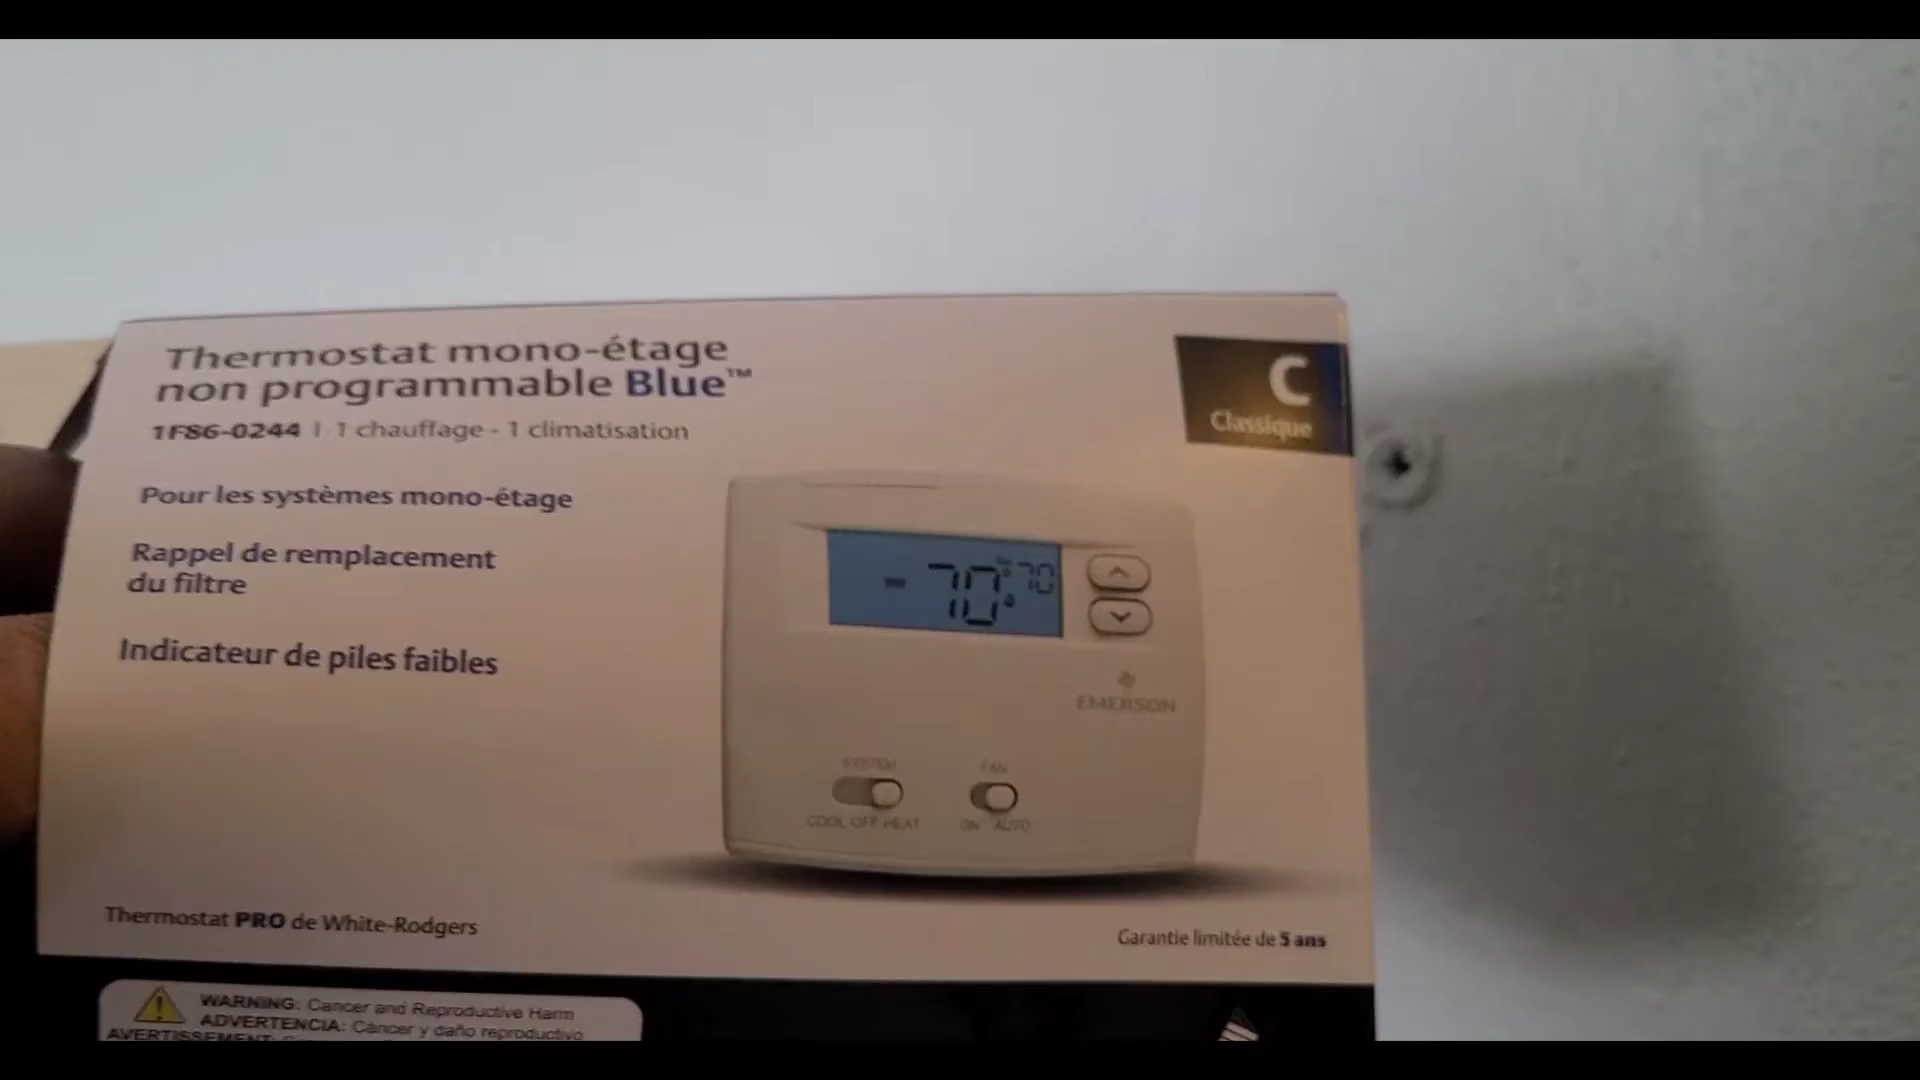 Thermostat mono-étage
non programmable Blue™
1F86-0244 | 1 chauffage - 1 climatisation
C
Classique
Pour les systèmes mono-étage
Rappel de remplacement
du filtre
Indicateur de piles faibles
70 70
EMERSON
SYSTEM FAN
COOL OFF HEAT ON AUTO
Thermostat PRO de White-Rodgers
Garantie limitée de 5 ans
WARNING: Cancer and Reproductive Harm
ADVERTENCIA: Cáncer y daño reproductivo
AVERTISSEMENT: